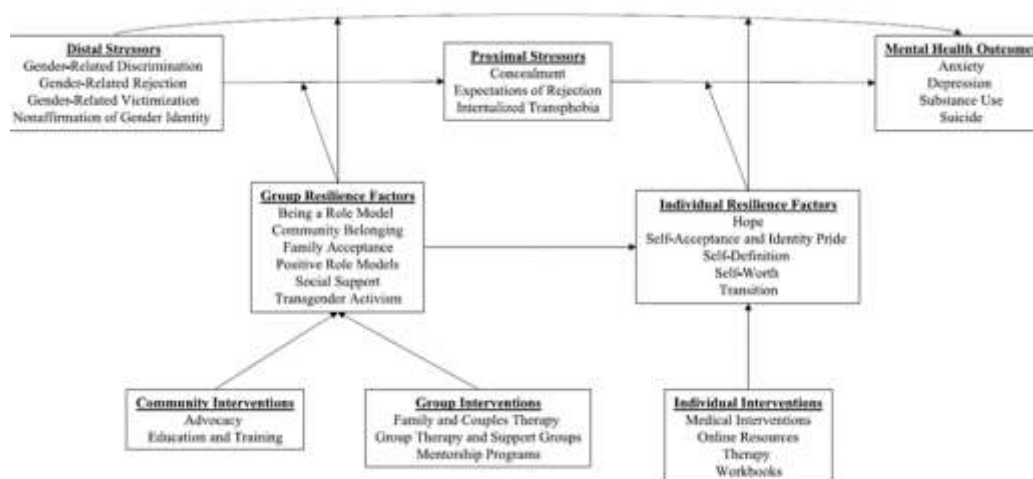 Distal Stressors
Gender-Related Discrimination
Gender-Related Rejection
Gender-Related Victimization
Nonaffirmation of Gender Identity
Proximal Stressors
Concealment
Expectations of Rejection
Internalized Transphobia
Mental Health Outcomes
Anxiety
Depression
Substance Use
Suicide
Group Resilience Factors
Being a Role Model
Community Belonging
Family Acceptance
Positive Role Models
Social Support
Transgender Activism
Individual Resilience Factors
Hope
Self-Acceptance and Identity Pride
Self-Definition
Self-Worth
Transition
Community Interventions
Advocacy
Education and Training
Group Interventions
Family and Couples Therapy
Group Therapy and Support Groups
Mentorship Programs
Individual Interventions
Medical Interventions
Online Resources
Therapy
Workbooks